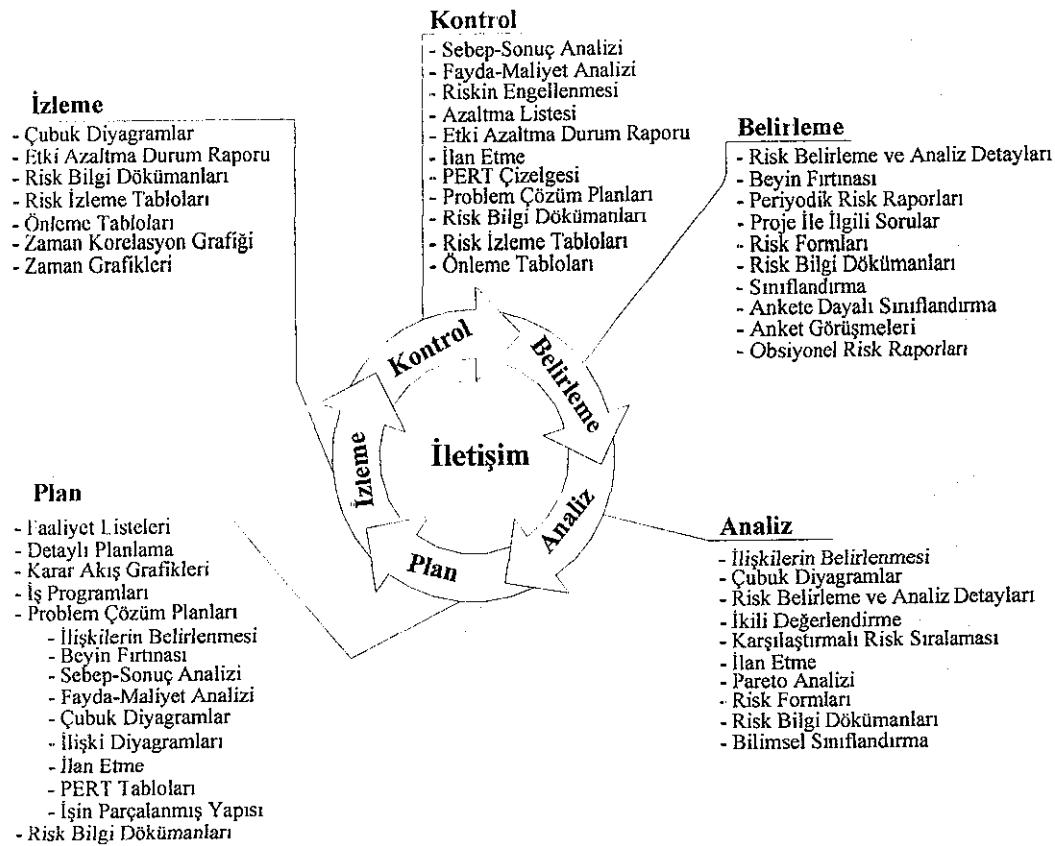 Kontrol
- Sebep-Sonuç Analizi
- Fayda-Maliyet Analizi
- Riskin Engellenmesi
- Azaltma Listesi
- Etki Azaltma Durum Raporu
- İlan Etme
- PERT Çizelgesi
- Problem Çözüm Planları
- Risk Bilgi Dökümanları
- Risk İzleme Tabloları
- Önleme Tabloları
İzleme
- Çubuk Diyagramlar
- Etki Azaltma Durum Raporu
- Risk Bilgi Dökümanları
- Risk İzleme Tabloları
- Önleme Tabloları
- Zaman Korelasyon Grafiği
- Zaman Grafikleri
Belirleme
- Risk Belirleme ve Analiz Detayları
- Beyin Fırtınası
- Periyodik Risk Raporları
- Proje İle İlgili Sorular
- Risk Formları
- Risk Bilgi Dökümanları
- Sınıflandırma
- Ankete Dayalı Sınıflandırma
- Anket Görüşmeleri
- Obsiyonel Risk Raporları
Kontrol
Belirleme
İletişim
İzleme
Analiz
Plan
Plan
- Faaliyet Listeleri
- Detaylı Planlama
- Karar Akış Grafikleri
- İş Programları
- Problem Çözüm Planları
- İlişkilerin Belirlenmesi
- Beyin Fırtınası
- Sebep-Sonuç Analizi
- Fayda-Maliyet Analizi
- Çubuk Diyagramlar
- İlişki Diyagramları
- İlan Etme
- PERT Tabloları
- İşin Parçalanmış Yapısı
- Risk Bilgi Dökümanları
Analiz
- İlişkilerin Belirlenmesi
- Çubuk Diyagramlar
- Risk Belirleme ve Analiz Detayları
- İkili Değerlendirme
- Karşılaştırmalı Risk Sıralaması
- İlan Etme
- Pareto Analizi
- Risk Formları
- Risk Bilgi Dökümanları
- Bilimsel Sınıflandırma